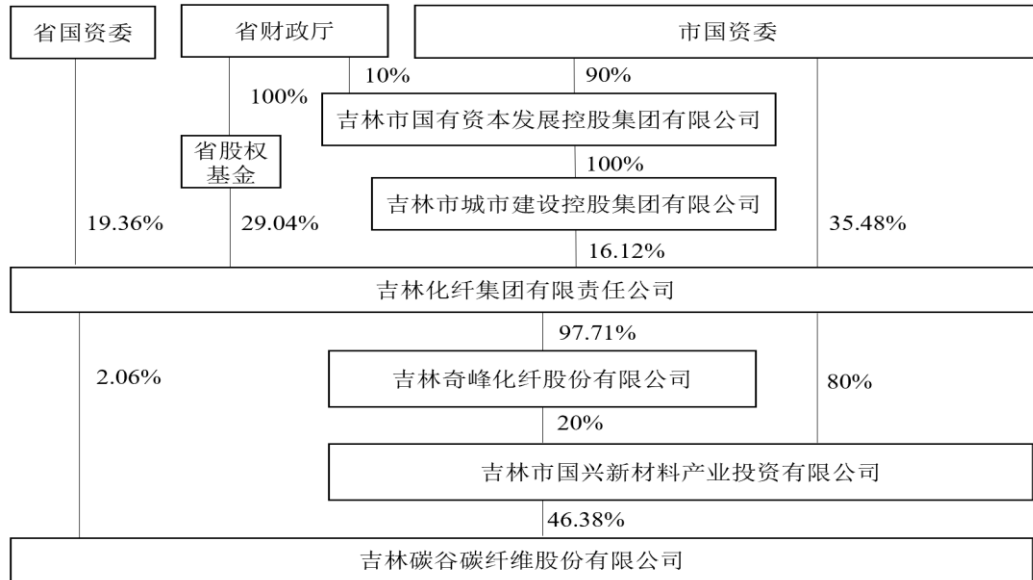 省国资委
省财政厅
市国资委
10%
90%
100%
吉林市国有资本发展控股集团有限公司
省股权
基金
100%
吉林市城市建设控股集团有限公司
19.36%
29.04%
35.48%
16.12%
吉林化纤集团有限责任公司
97.71%
2.06%
吉林奇峰化纤股份有限公司
80%
20%
吉林市国兴新材料产业投资有限公司
46.38%
吉林碳谷碳纤维股份有限公司